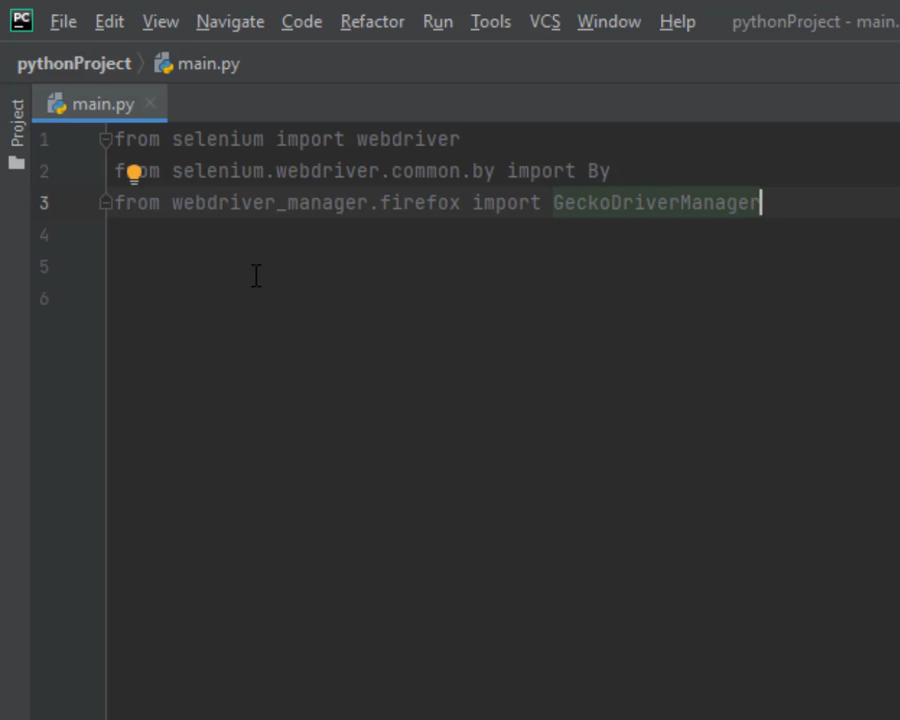 PC File Edit View Navigate Code Refactor Run Tools VCS Window Help pythonProject - main.
pythonProject main.py
Project
main.py
1 from selenium import webdriver
2 from selenium.webdriver.common.by import By
3 from webdriver_manager.firefox import GeckoDriverManager
4
5
6